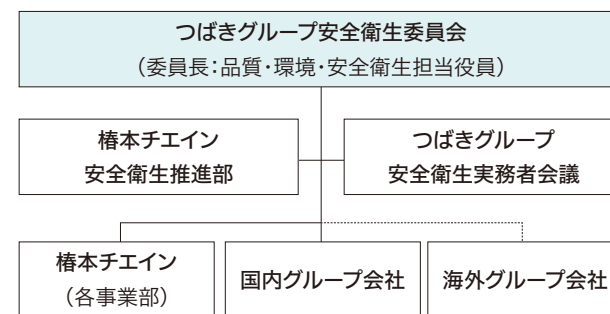 つばきグループ安全衛生委員会
（委員長：品質・環境・安全衛生担当役員）
椿本チエイン
安全衛生推進部
つばきグループ
安全衛生実務者会議
椿本チエイン
（各事業部）
国内グループ会社
海外グループ会社